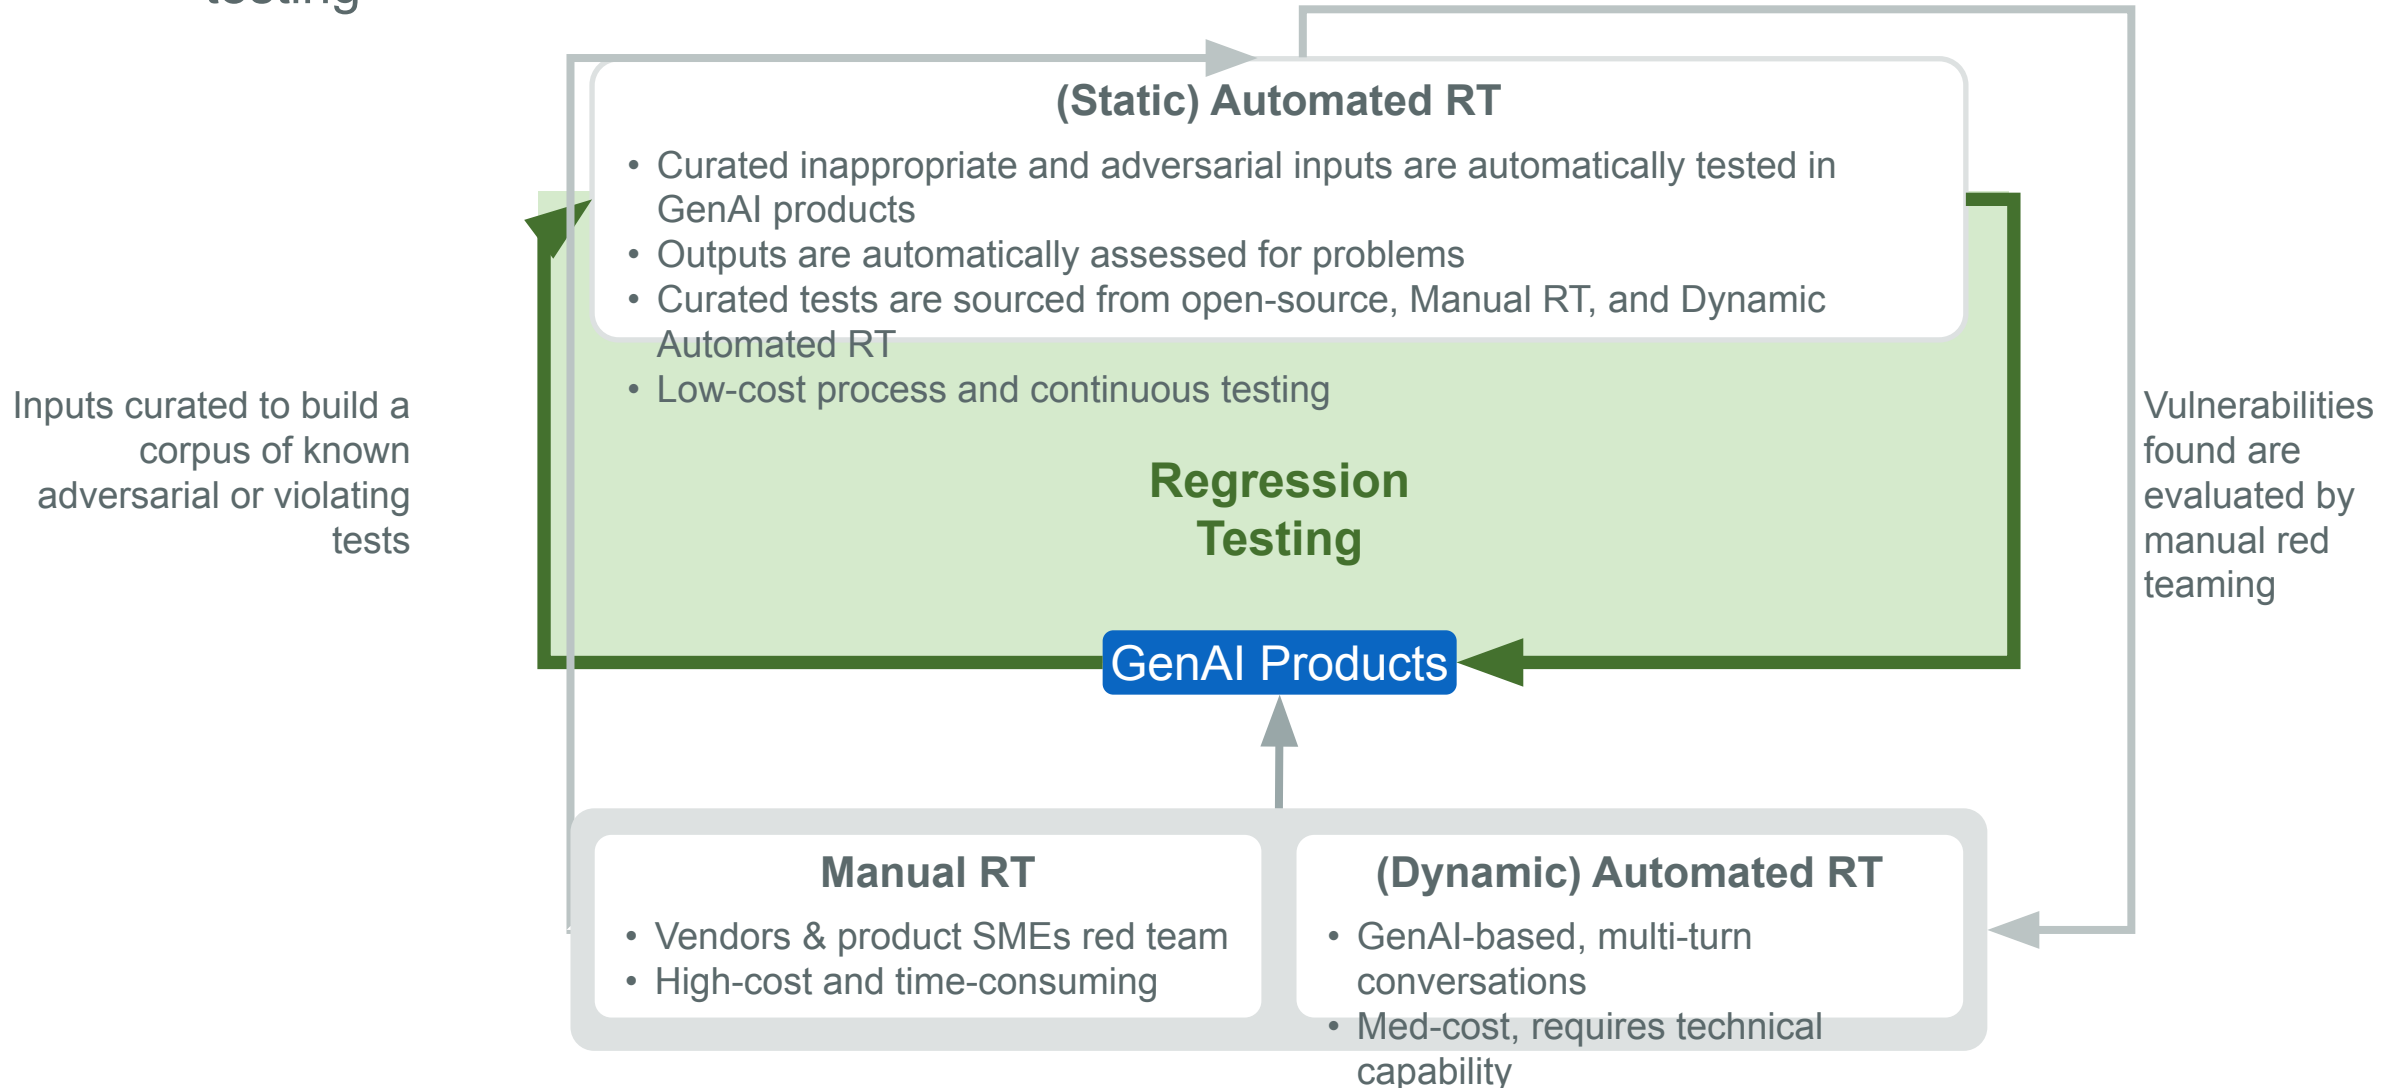 testing
(Static) Automated RT
• Curated inappropriate and adversarial inputs are automatically tested in
GenAI products
• Outputs are automatically assessed for problems
• Curated tests are sourced from open-source, Manual RT, and Dynamic
Automated RT
• Low-cost process and continuous testing
Inputs curated to build a
corpus of known
adversarial or violating
tests
Regression
Testing
Vulnerabilities
found are
evaluated by
manual red
teaming
GenAI Products
Manual RT
• Vendors & product SMEs red team
• High-cost and time-consuming
(Dynamic) Automated RT
• GenAI-based, multi-turn
conversations
• Med-cost, requires technical
capability